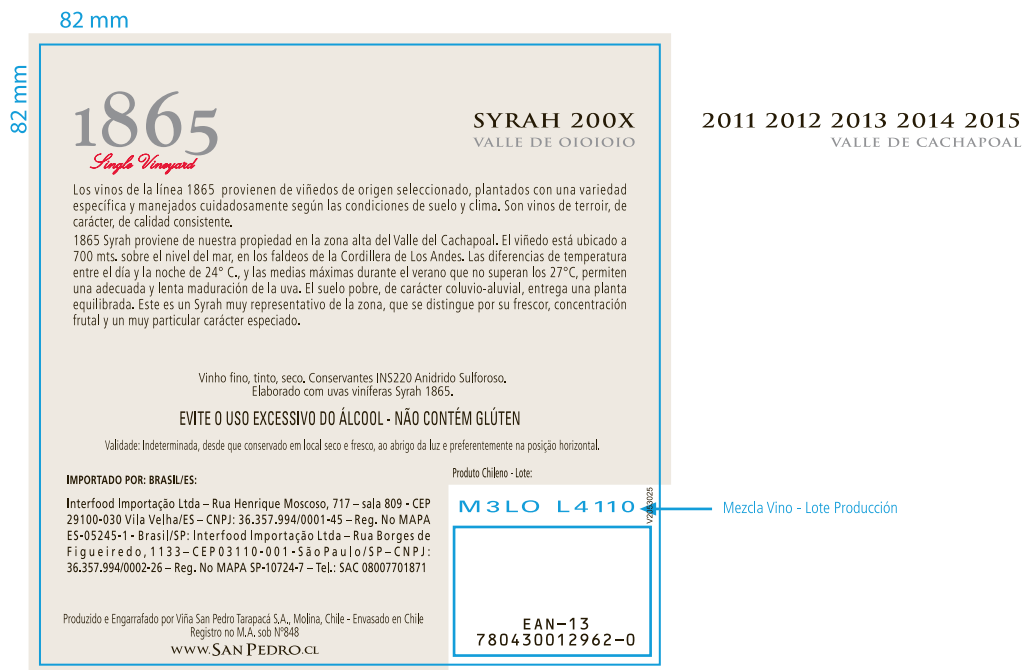 82 mm
82 mm
1865
Single Vineyard
SYRAH 200X
VALLE DE OIOIOIO
2011 2012 2013 2014 2015
VALLE DE CACHAPOAL
Los vinos de la línea 1865 provienen de viñedos de origen seleccionado, plantados con una variedad
específica y manejados cuidadosamente según las condiciones de suelo y clima. Son vinos de terroir, de
carácter, de calidad consistente.
1865 Syrah proviene de nuestra propiedad en la zona alta del Valle del Cachapoal. El viñedo está ubicado a
700 mts. sobre el nivel del mar, en los faldeos de la Cordillera de Los Andes. Las diferencias de temperatura
entre el día y la noche de 24° C., y las medias máximas durante el verano que no superan los 27°C, permiten
una adecuada y lenta maduración de la uva. El suelo pobre, de carácter coluvio-aluvial, entrega una planta
equilibrada. Este es un Syrah muy representativo de la zona, que se distingue por su frescor, concentración
frutal y un muy particular carácter especiado.
Vinho fino, tinto, seco. Conservantes INS220 Anidrido Sulforoso.
Elaborado com uvas viníferas Syrah 1865.
EVITE O USO EXCESSIVO DO ÁLCOOL - NÃO CONTÉM GLÚTEN
Validade: Indeterminada, desde que conservado em local seco e fresco, ao abrigo da luz e preferentemente na posição horizontal.
IMPORTADO POR: BRASIL/ES:
Interfood Importação Ltda – Rua Henrique Moscoso, 717 – sala 809 - CEP
29100-030 Vila Velha/ES – CNPJ: 36.357.994/0001-45 – Reg. No MAPA
ES-05245-1 - Brasil/SP: Interfood Importação Ltda – Rua Borges de
Figueiredo, 1133 – CEP 03110-001 - São Paulo/SP – CNPJ:
36.357.994/0002-26 – Reg. No MAPA SP-10724-7 – Tel.: SAC 08007701871
Produto Chileno - Lote:
M3LO L4110
V2053025
Mezcla Vino - Lote Producción
EAN-13
780430012962-0
Produzido e Engarrafado por Viña San Pedro Tarapacá S.A., Molina, Chile - Envasado en Chile
Registro no M.A. sob Nº848
WWW.SAN PEDRO.CL